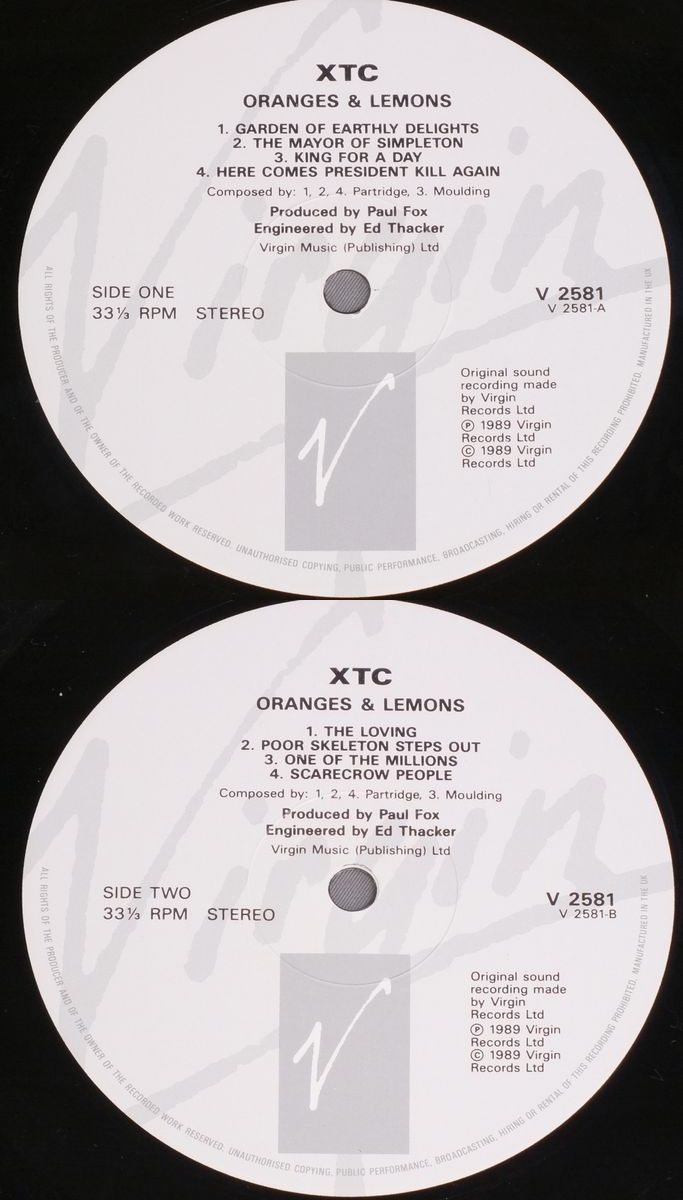 XTC
ORANGES & LEMONS
1. GARDEN OF EARTHLY DELIGHTS
2. THE MAYOR OF SIMPLETON
3. KING FOR A DAY
4. HERE COMES PRESIDENT KILL AGAIN
Composed by: 1, 2, 4. Partridge, 3. Moulding
Produced by Paul Fox
Engineered by Ed Thacker
Virgin Music (Publishing) Ltd
SIDE ONE
33⅓ RPM STEREO
V 2581
V 2581-A
Original sound
recording made
by Virgin
Records Ltd
℗ 1989 Virgin
Records Ltd
© 1989 Virgin
Records Ltd
ALL RIGHTS OF THE PRODUCER AND OF THE OWNER OF THE RECORDED WORK RESERVED. UNAUTHORISED COPYING, PUBLIC PERFORMANCE, BROADCASTING, HIRING OR RENTAL OF THIS RECORDING PROHIBITED. MANUFACTURED IN THE UK
Virgin
V
XTC
ORANGES & LEMONS
1. THE LOVING
2. POOR SKELETON STEPS OUT
3. ONE OF THE MILLIONS
4. SCARECROW PEOPLE
Composed by: 1, 2, 4. Partridge, 3. Moulding
Produced by Paul Fox
Engineered by Ed Thacker
Virgin Music (Publishing) Ltd
SIDE TWO
33⅓ RPM STEREO
V 2581
V 2581-B
Original sound
recording made
by Virgin
Records Ltd
℗ 1989 Virgin
Records Ltd
© 1989 Virgin
Records Ltd
ALL RIGHTS OF THE PRODUCER AND OF THE OWNER OF THE RECORDED WORK RESERVED. UNAUTHORISED COPYING, PUBLIC PERFORMANCE, BROADCASTING, HIRING OR RENTAL OF THIS RECORDING PROHIBITED. MANUFACTURED IN THE UK
Virgin
V